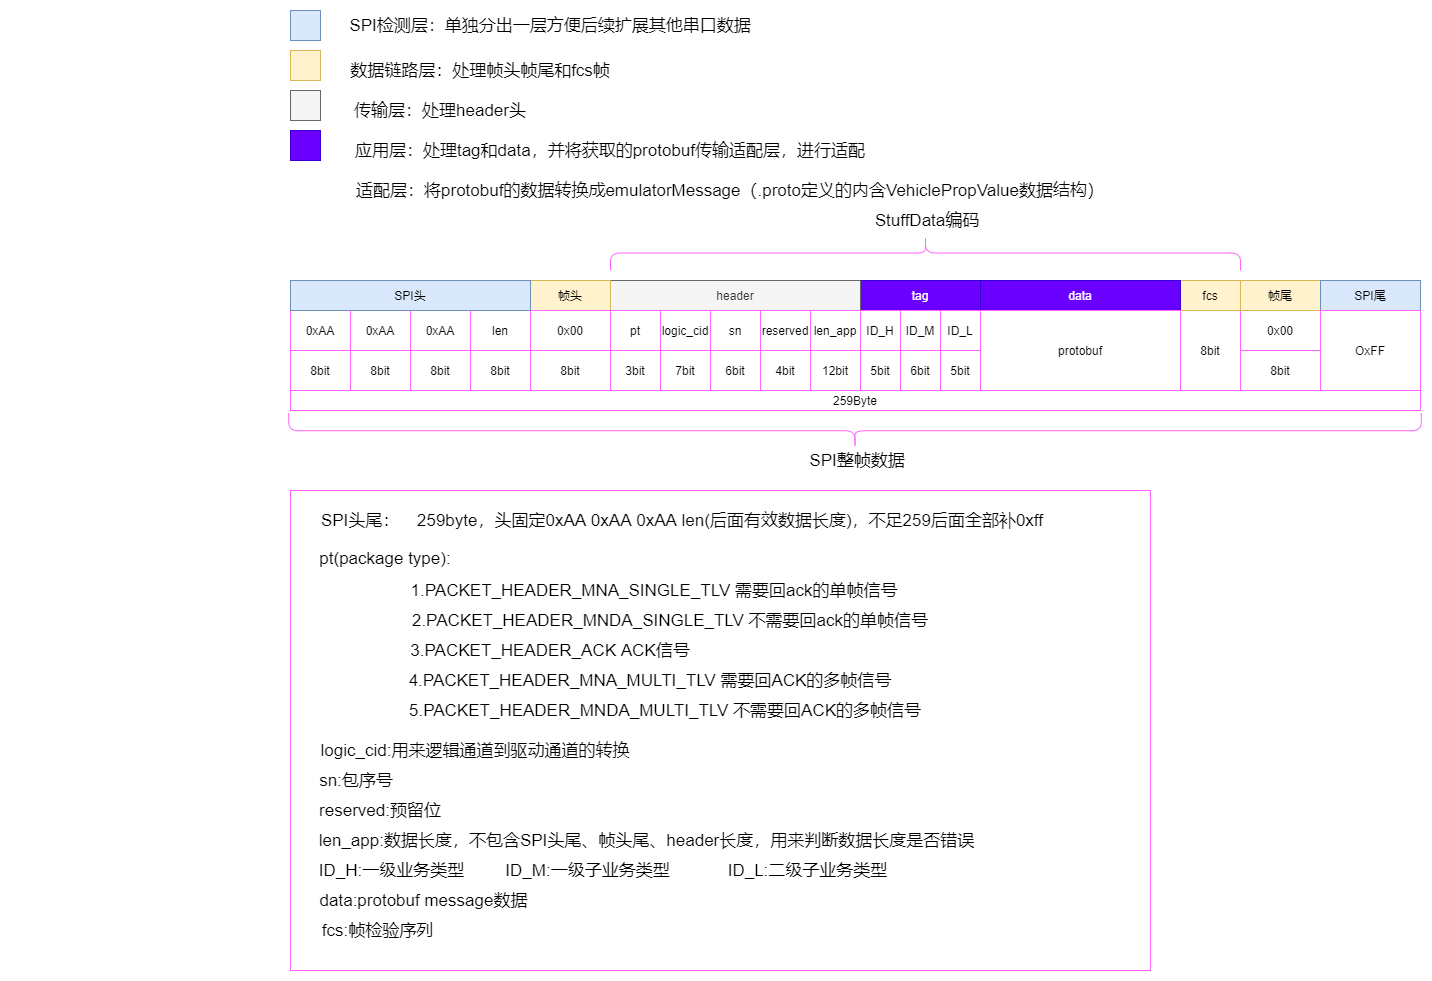 SPI检测层：单独分出一层方便后续扩展其他串口数据
数据链路层：处理帧头帧尾和fcs帧
传输层：处理header头
应用层：处理tag和data，并将获取的protobuf传输适配层，进行适配
适配层：将protobuf的数据转换成emulatorMessage（.proto定义的内含VehiclePropValue数据结构）
StuffData编码
SPI头 帧头 header tag data fcs 帧尾 SPI尾
0xAA 0xAA 0xAA len 0x00 pt logic_cid sn reserved len_app ID_H ID_M ID_L 0x00
protobuf 8bit OxFF
8bit 8bit 8bit 8bit 8bit 3bit 7bit 6bit 4bit 12bit 5bit 6bit 5bit 8bit
259Byte
SPI整帧数据
SPI头尾： 259byte，头固定0xAA 0xAA 0xAA len(后面有效数据长度)，不足259后面全部补0xff
pt(package type):
1.PACKET_HEADER_MNA_SINGLE_TLV 需要回ack的单帧信号
2.PACKET_HEADER_MNDA_SINGLE_TLV 不需要回ack的单帧信号
3.PACKET_HEADER_ACK ACK信号
4.PACKET_HEADER_MNA_MULTI_TLV 需要回ACK的多帧信号
5.PACKET_HEADER_MNDA_MULTI_TLV 不需要回ACK的多帧信号
logic_cid:用来逻辑通道到驱动通道的转换
sn:包序号
reserved:预留位
len_app:数据长度，不包含SPI头尾、帧头尾、header长度，用来判断数据长度是否错误
ID_H:一级业务类型 ID_M:一级子业务类型 ID_L:二级子业务类型
data:protobuf message数据
fcs:帧检验序列